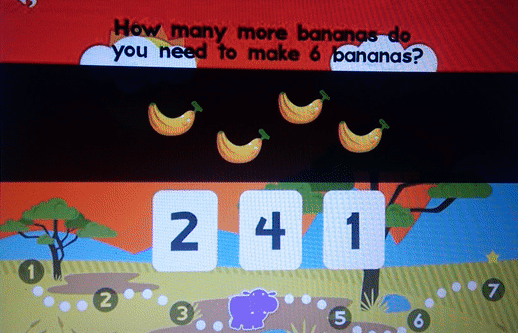 How many more bananas do
you need to make 6 bananas?
2 4 1
1 2 3 5 6 7